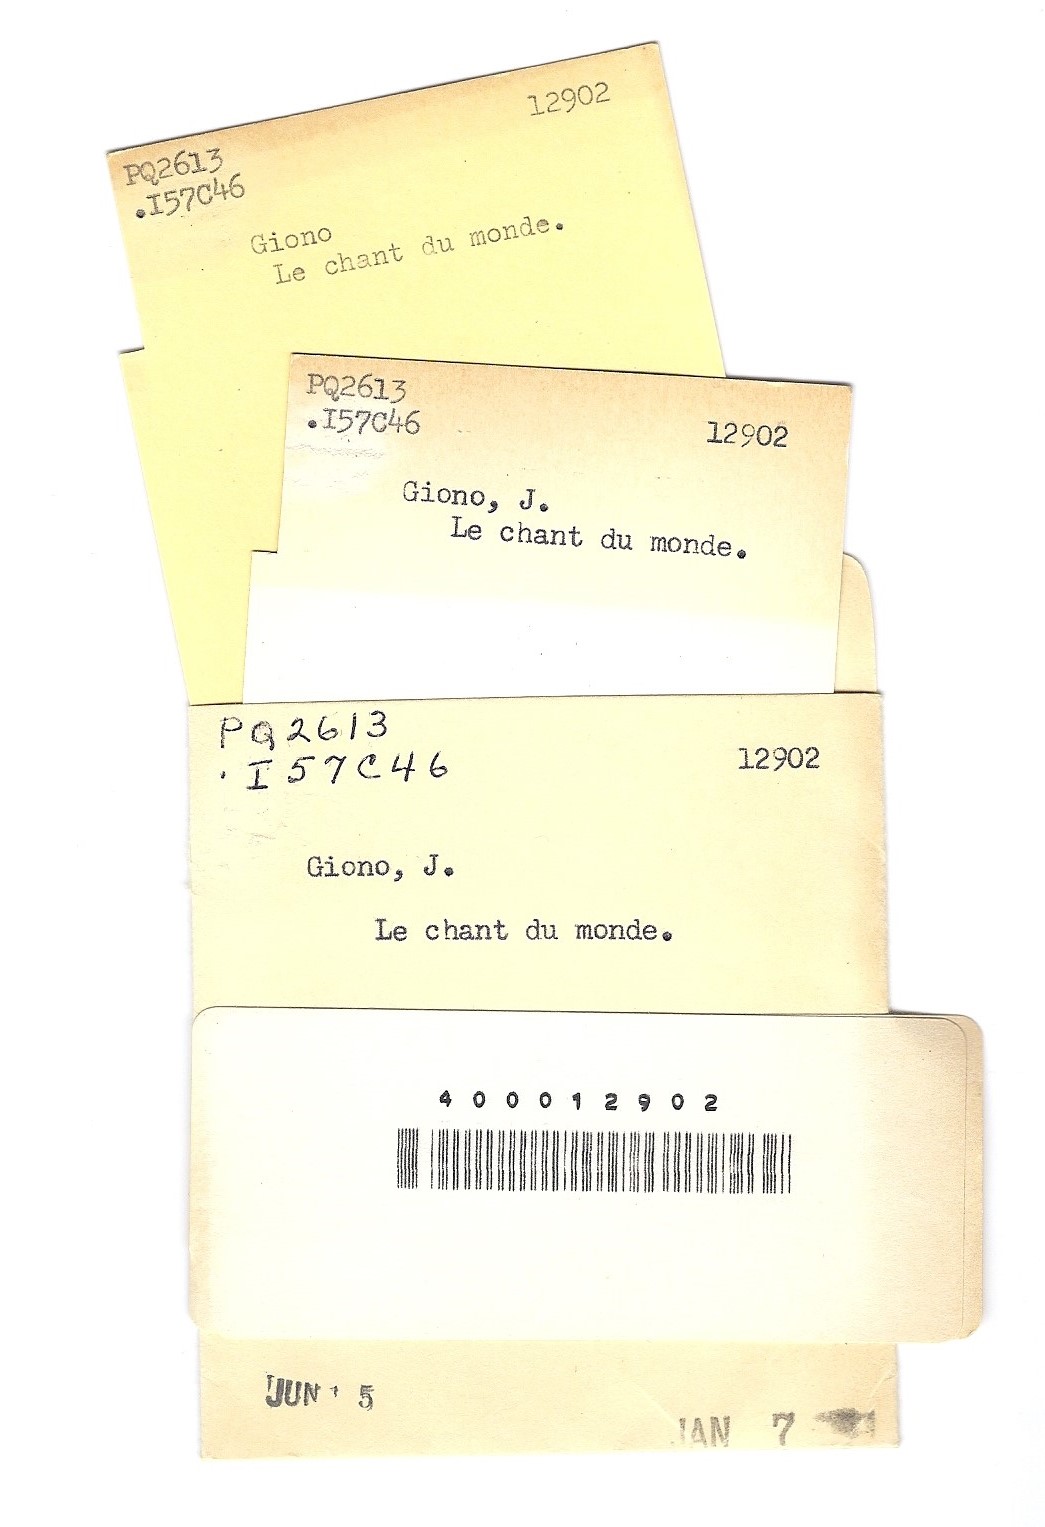 12902
PQ2613
.I57C46
Giono
Le chant du monde.
PQ2613
.I57C46
12902
Giono, J.
Le chant du monde.
PQ2613
.I57C46
12902
Giono, J.
Le chant du monde.
400012902
JUN 5
JAN 7